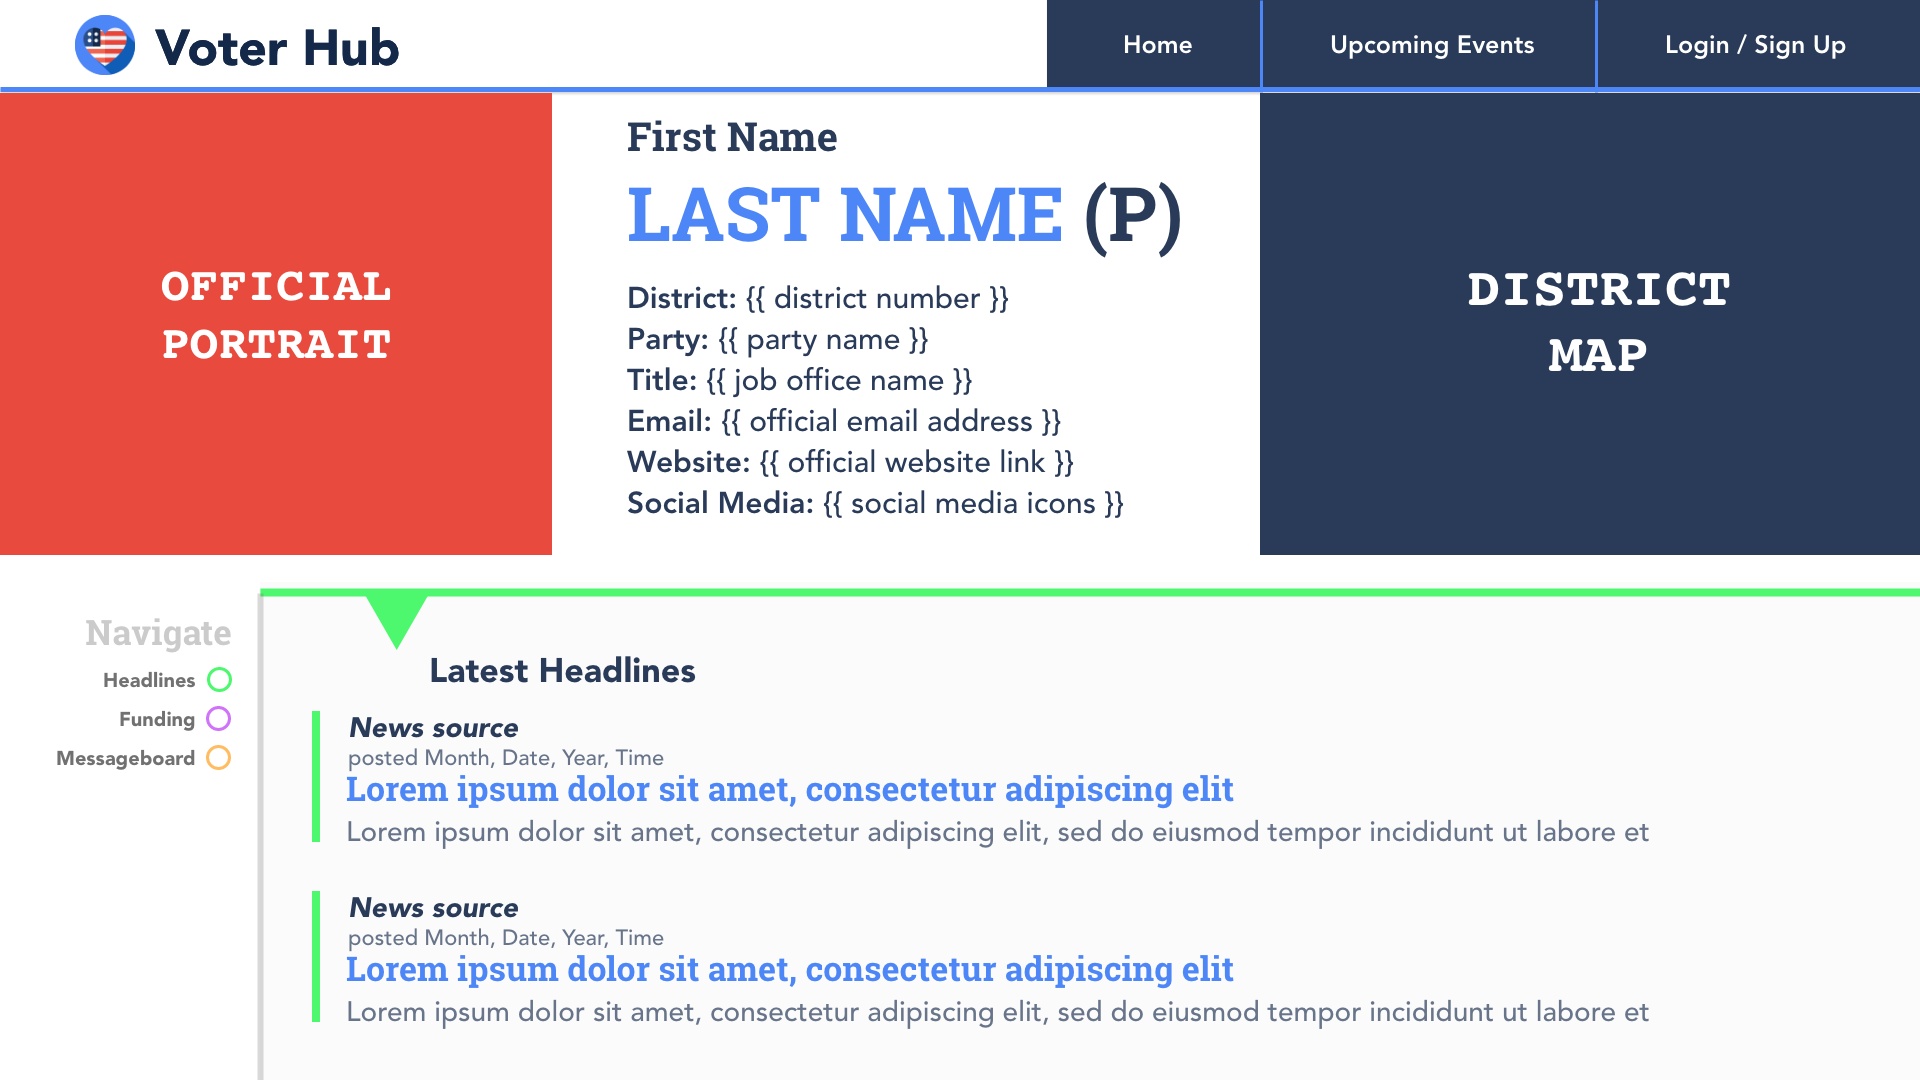 Voter Hub
Home
Upcoming Events
Login / Sign Up
OFFICIAL
PORTRAIT
First Name
LAST NAME (P)
District: {{ district number }}
Party: {{ party name }}
Title: {{ job office name }}
Email: {{ official email address }}
Website: {{ official website link }}
Social Media: {{ social media icons }}
DISTRICT
MAP
Navigate
Headlines
Funding
Messageboard
Latest Headlines
News source
posted Month, Date, Year, Time
Lorem ipsum dolor sit amet, consectetur adipiscing elit
Lorem ipsum dolor sit amet, consectetur adipiscing elit, sed do eiusmod tempor incididunt ut labore et
News source
posted Month, Date, Year, Time
Lorem ipsum dolor sit amet, consectetur adipiscing elit
Lorem ipsum dolor sit amet, consectetur adipiscing elit, sed do eiusmod tempor incididunt ut labore et